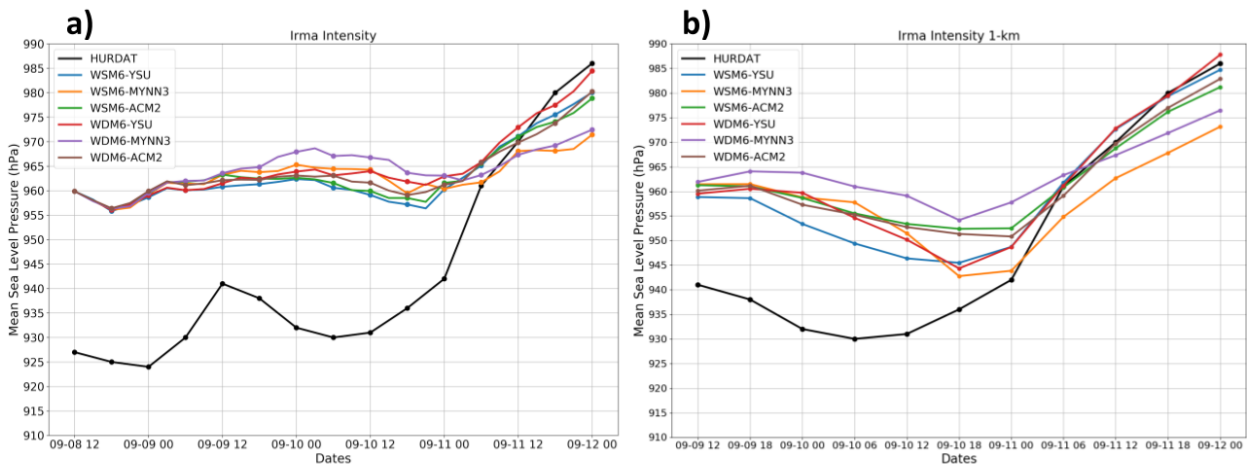 a)
Irma Intensity
Mean Sea Level Pressure (hPa)
990
985
980
975
970
965
960
955
950
945
940
935
930
925
920
915
910
HURDAT
WSM6-YSU
WSM6-MYNN3
WSM6-ACM2
WDM6-YSU
WDM6-MYNN3
WDM6-ACM2
09-08 12
09-09 00
09-09 12
09-10 00
09-10 12
09-11 00
09-11 12
09-12 00
Dates
b)
Irma Intensity 1-km
Mean Sea Level Pressure (hPa)
990
985
980
975
970
965
960
955
950
945
940
935
930
925
920
915
910
HURDAT
WSM6-YSU
WSM6-MYNN3
WSM6-ACM2
WDM6-YSU
WDM6-MYNN3
WDM6-ACM2
09-09 12
09-09 18
09-10 00
09-10 06
09-10 12
09-10 18
09-11 00
09-11 06
09-11 12
09-11 18
09-12 00
Dates